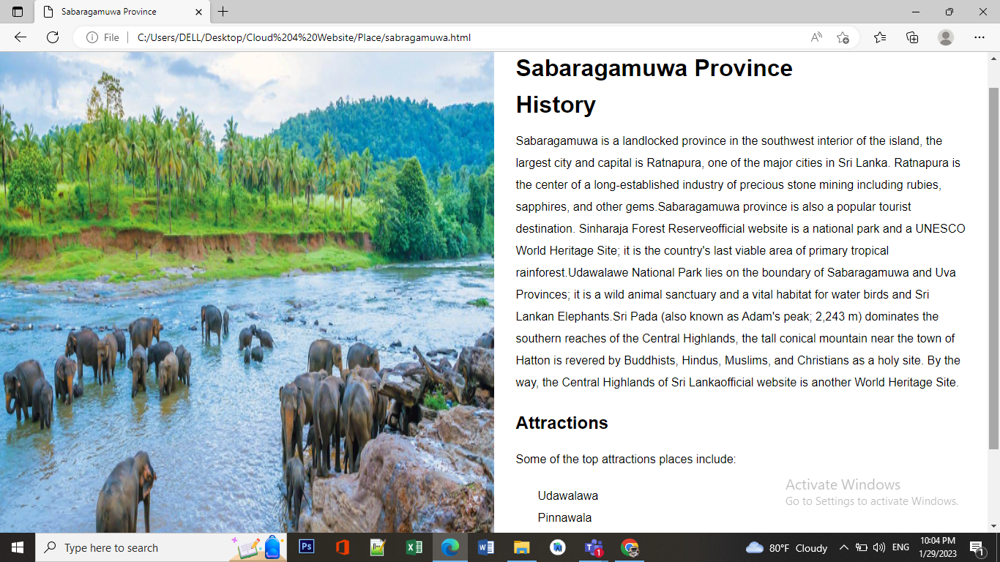 Sabaragamuwa Province
File
C:/Users/DELL/Desktop/Cloud%204%20Website/Place/sabragamuwa.html
Sabaragamuwa Province
History
Sabaragamuwa is a landlocked province in the southwest interior of the island, the
largest city and capital is Ratnapura, one of the major cities in Sri Lanka. Ratnapura is
the center of a long-established industry of precious stone mining including rubies,
sapphires, and other gems.Sabaragamuwa province is also a popular tourist
destination. Sinharaja Forest Reserveofficial website is a national park and a UNESCO
World Heritage Site; it is the country's last viable area of primary tropical
rainforest.Udawalawe National Park lies on the boundary of Sabaragamuwa and Uva
Provinces; it is a wild animal sanctuary and a vital habitat for water birds and Sri
Lankan Elephants.Sri Pada (also known as Adam's peak; 2,243 m) dominates the
southern reaches of the Central Highlands, the tall conical mountain near the town of
Hatton is revered by Buddhists, Hindus, Muslims, and Christians as a holy site. By the
way, the Central Highlands of Sri Lankaofficial website is another World Heritage Site.
Attractions
Some of the top attractions places include:
Udawalawa
Pinnawala
Activate Windows
Go to Settings to activate Windows.
Type here to search
Ps
80°F Cloudy
ENG
10:04 PM
1/29/2023
1